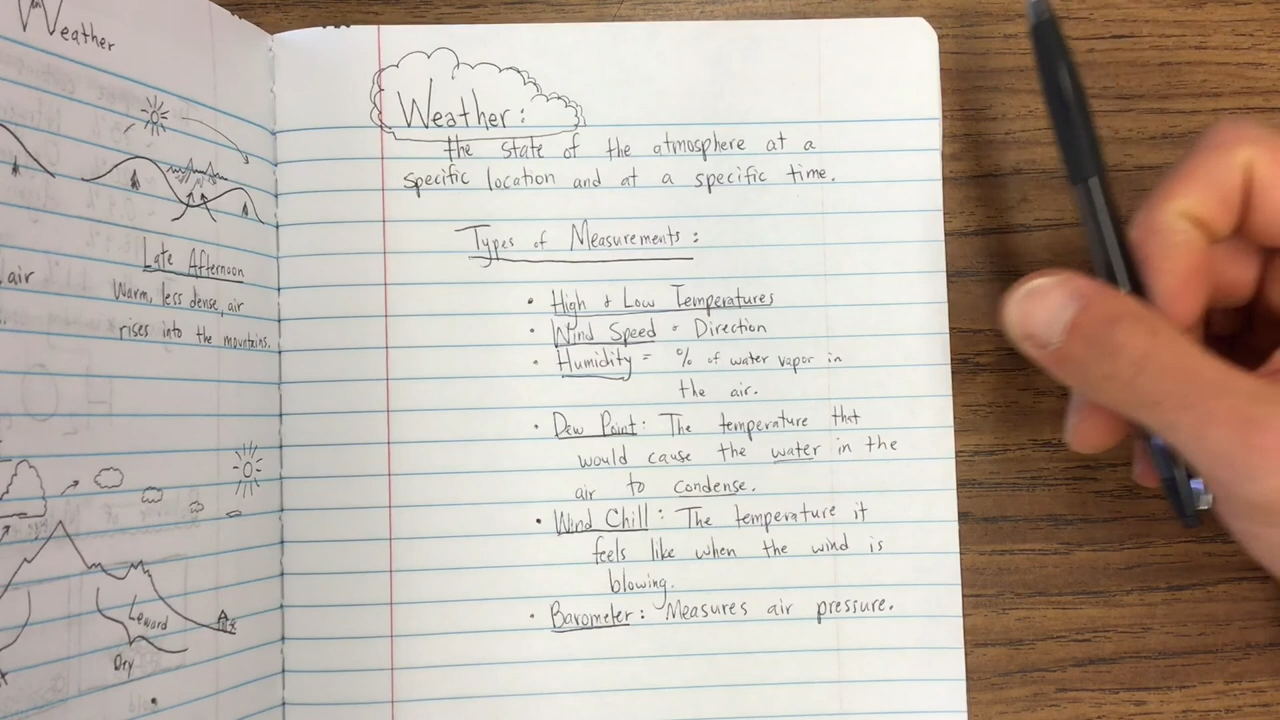 Weather
Late Afternoon
air
Warm, less dense, air
rises into the mountains.
Leward
Dry
Weather:
the state of the atmosphere at a
specific location and at a specific time.
Types of Measurements:
• High & Low Temperatures
• Wind Speed & Direction
• Humidity = % of water vapor in
the air.
• Dew Point: The temperature that
would cause the water in the
air to condense.
• Wind Chill: The temperature it
feels like when the wind is
blowing.
• Barometer: Measures air pressure.